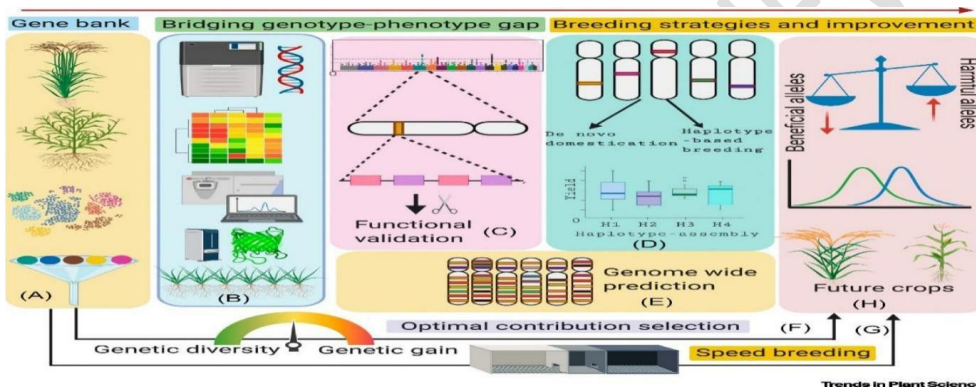 Gene bank
Bridging genotype-phenotype gap
Breeding strategies and improvement
(A)
(B)
Functional
validation
(C)
De novo
domestication
Haplotype
-based
breeding
Yield
0
H1 H2 H3 H4
Haplotype-assembly
(D)
Genome wide
prediction
(E)
Beneficial alleles
Harmful alleles
Future crops
(H)
Optimal contribution selection
(F)
(G)
Genetic diversity
Genetic gain
Speed breeding
Trends in Plant Science